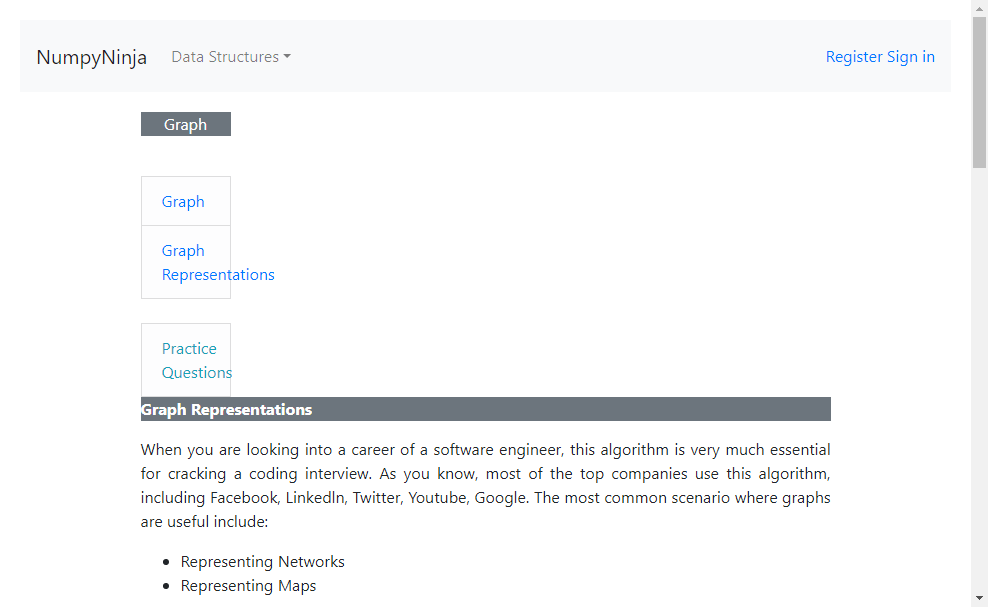 NumpyNinja Data Structures Register Sign in
Graph
Graph
Graph
Representations
Practice
Questions
Graph Representations
When you are looking into a career of a software engineer, this algorithm is very much essential
for cracking a coding interview. As you know, most of the top companies use this algorithm,
including Facebook, LinkedIn, Twitter, Youtube, Google. The most common scenario where graphs
are useful include:
Representing Networks
Representing Maps